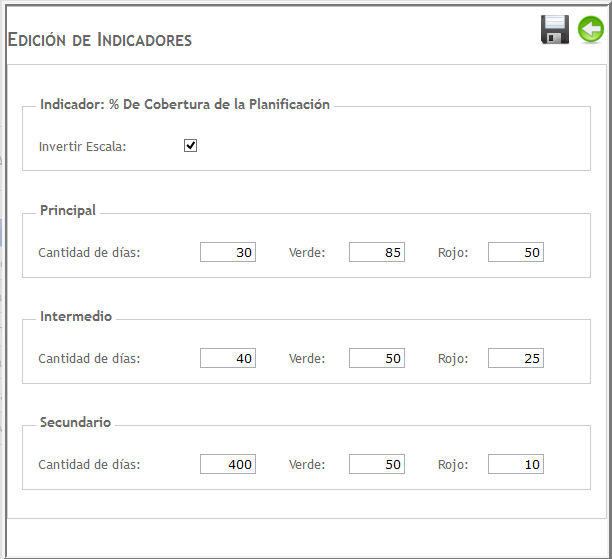 Edición de Indicadores
Indicador: % De Cobertura de la Planificación
Invertir Escala:
Principal
Cantidad de días: 30 Verde: 85 Rojo: 50
Intermedio
Cantidad de días: 40 Verde: 50 Rojo: 25
Secundario
Cantidad de días: 400 Verde: 50 Rojo: 10